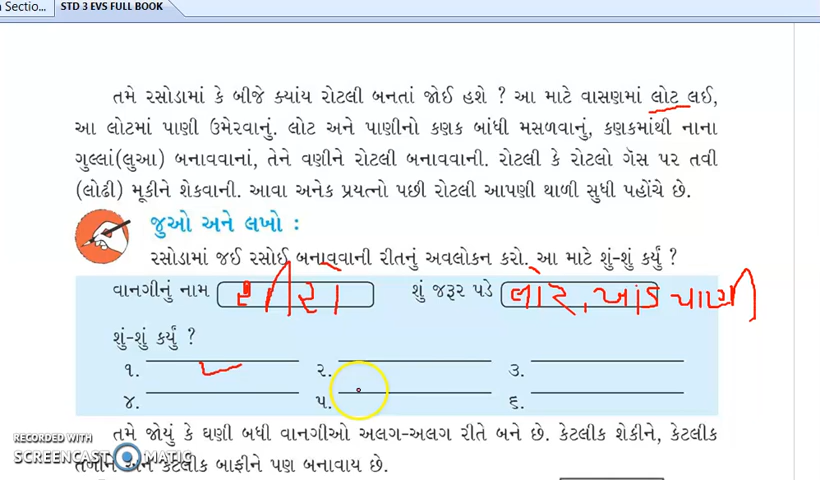 Sectio...
STD 3 EVS FULL BOOK
તમે રસોડામાં કે બીજે ક્યાંય રોટલી બનતાં જોઈ હશે ? આ માટે વાસણમાં લોટ લઈ,
આ લોટમાં પાણી ઉમેરવાનું. લોટ અને પાણીનો કણક બાંધી મસળવાનું, કણકમાંથી નાના
ગુલ્લાં(લુઆ) બનાવવાનાં, તેને વણીને રોટલી બનાવવાની. રોટલી કે રોટલો ગૅસ પર તવી
(લોઢી) મૂકીને શેકવાની. આવા અનેક પ્રયત્નો પછી રોટલી આપણી થાળી સુધી પહોંચે છે.
જુઓ અને લખો :
રસોડામાં જઈ રસોઈ બનાવવાની રીતનું અવલોકન કરો. આ માટે શું-શું કર્યું ?
વાનગીનું નામ શીરો શું જરૂર પડે લોટ, ખાંડ પાણી
શું-શું કર્યું ?
૧. ૨. ૩.
૪. ૫. ૬.
તમે જોયું કે ઘણી બધી વાનગીઓ અલગ-અલગ રીતે બને છે. કેટલીક શેકીને, કેટલીક
તળીને અને કેટલીક બાફીને પણ બનાવાય છે.
RECORDED WITH
SCREENCAST MATIC